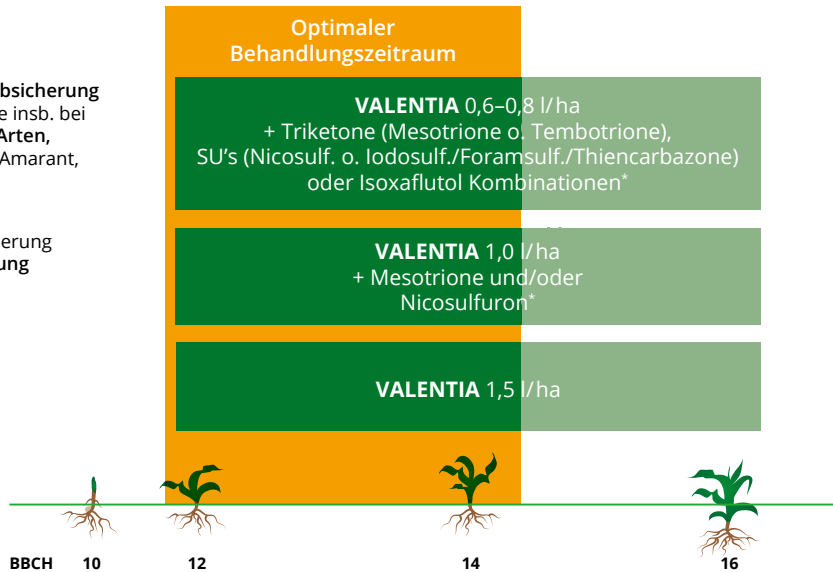 Optimaler
Behandlungszeitraum
bsicherung
e insb. bei
Arten,
Amarant,
VALENTIA 0,6–0,8 l/ha
+ Triketone (Mesotrione o. Tembotrione),
SU's (Nicosulf. o. Iodosulf./Foramsulf./Thiencarbazone)
oder Isoxaflutol Kombinationen*
erung
ung
VALENTIA 1,0 l/ha
+ Mesotrione und/oder
Nicosulfuron*
VALENTIA 1,5 l/ha
BBCH 10 12 14 16